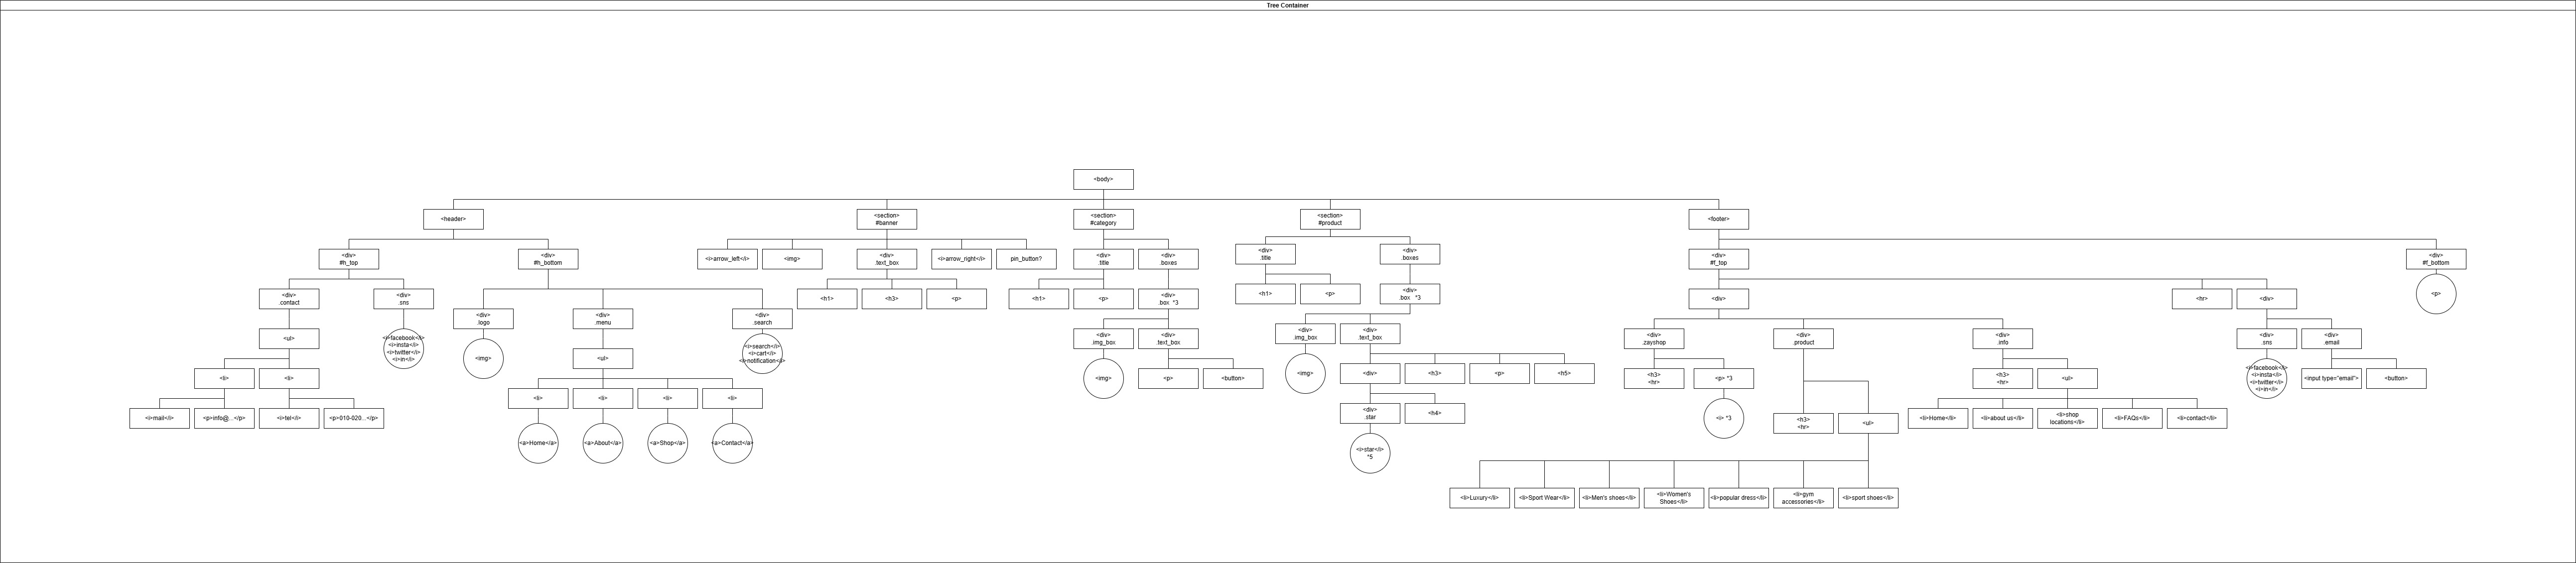 Tree Container
<body>
<header>
<section>
#banner
<section>
#category
<section>
#product
<footer>
<div>
#h_top
<div>
#h_bottom
<i>arrow_left</i>
<img>
<div>
.text_box
<i>arrow_right</i>
pin_button?
<div>
.title
<div>
.boxes
<div>
.title
<div>
.boxes
<div>
#f_top
<div>
#f_bottom
<div>
.contact
<div>
.sns
<h1>
<h3>
<p>
<h1>
<p>
<div>
.box *3
<h1>
<p>
<div>
.box *3
<div>
<hr>
<div>
<p>
<div>
.logo
<div>
.menu
<div>
.search
<ul>
<i>facebook</i>
<i>insta</i>
<i>twitter</i>
<i>in</i>
<img>
<ul>
<i>search</i>
<i>cart</i>
<i>notification</i>
<div>
.img_box
<div>
.text_box
<div>
.img_box
<div>
.text_box
<div>
.zayshop
<div>
.product
<div>
.info
<div>
.sns
<div>
.email
<li>
<li>
<img>
<p>
<button>
<img>
<div>
<h3>
<p>
<h5>
<h3>
<hr>
<p> *3
<h3>
<hr>
<ul>
<i>facebook</i>
<i>insta</i>
<i>twitter</i>
<i>in</i>
<input type="email">
<button>
<li>
<li>
<li>
<li>
<i>mail</i>
<p>info@...</p>
<i>tel</i>
<p>010-020...</p>
<div>
.star
<h4>
<i> *3
<h3>
<hr>
<ul>
<li>Home</li>
<li>about us</li>
<li>shop
locations</li>
<li>FAQs</li>
<li>contact</li>
<a>Home</a>
<a>About</a>
<a>Shop</a>
<a>Contact</a>
<i>star</i>
*5
<li>Luxury</li>
<li>Sport Wear</li>
<li>Men's shoes</li>
<li>Women's
Shoes</li>
<li>popular dress</li>
<li>gym
accessories</li>
<li>sport shoes</li>